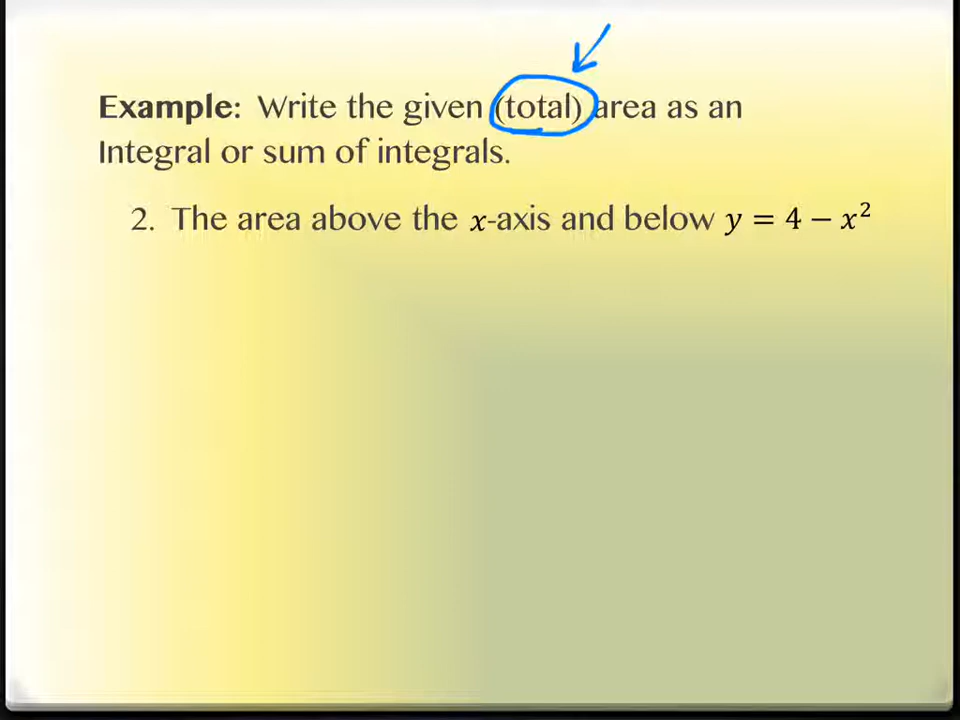 Example: Write the given (total) area as an
Integral or sum of integrals.
2. The area above the x-axis and below y = 4 − x²